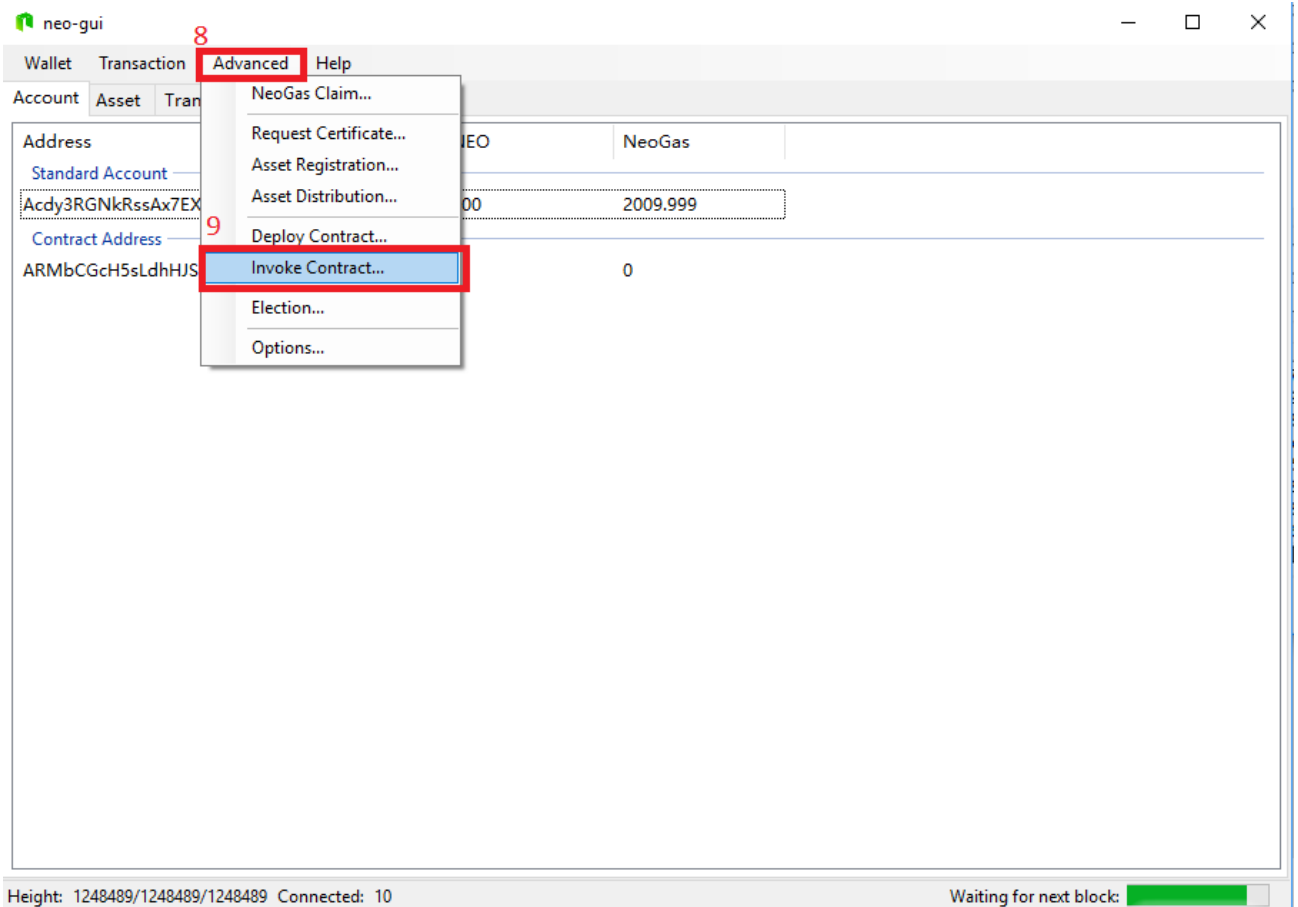 neo-gui
8
Wallet Transaction Advanced Help
Account Asset Tran
NeoGas Claim...
Request Certificate...
Asset Registration...
Asset Distribution...
Deploy Contract...
9
Invoke Contract...
Election...
Options...
Address EO NeoGas
Standard Account
Acdy3RGNkRssAx7EX 00 2009.999
Contract Address
ARMbCGcH5sLdhHJS 0
Height: 1248489/1248489/1248489 Connected: 10 Waiting for next block: